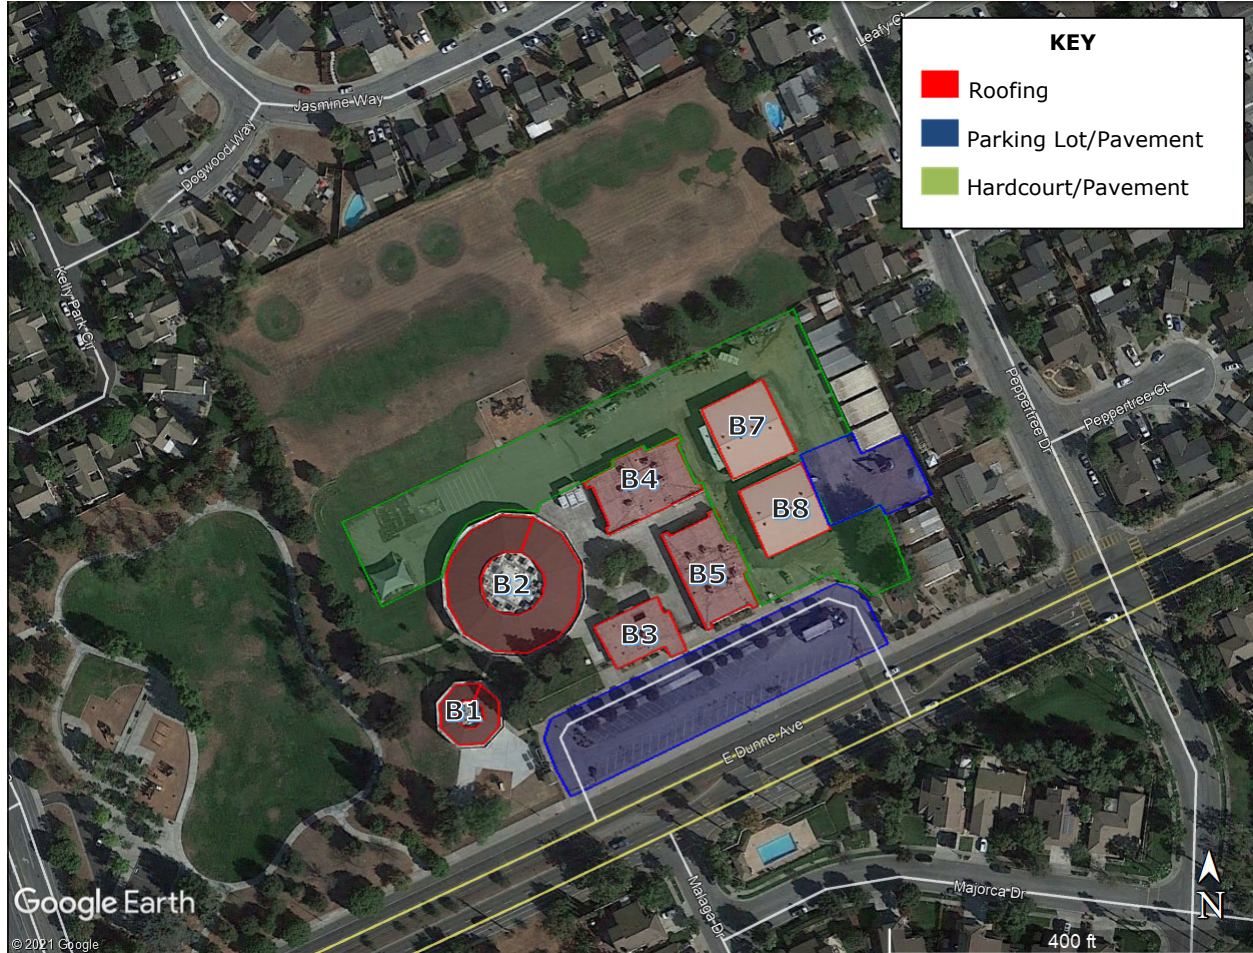 Leafy Ct
KEY
Roofing
Parking Lot/Pavement
Hardcourt/Pavement
Jasmine Way
Dogwood Way
Kelly Park Cir
Peppertree Dr
Peppertree Ct
B7
B4
B8
B5
B2
B3
B1
E Dunne Ave
Malaga Dr
Majorca Dr
Google Earth
N
© 2021 Google
400 ft